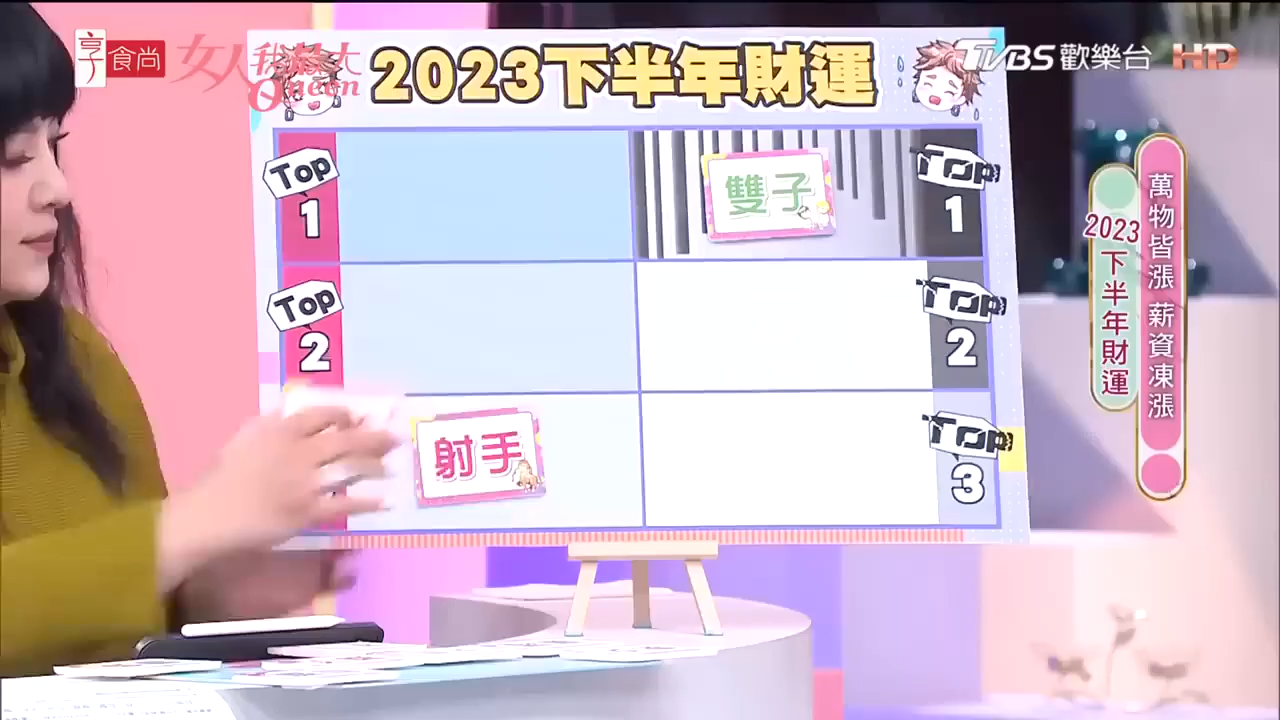 享食尚
女人我最大
Queen
TVBS歡樂台 HD
2023下半年財運
Top
1
雙子
Top
1
Top
2
Top
2
射手
Top
3
萬物皆漲 薪資凍漲
2023下半年財運